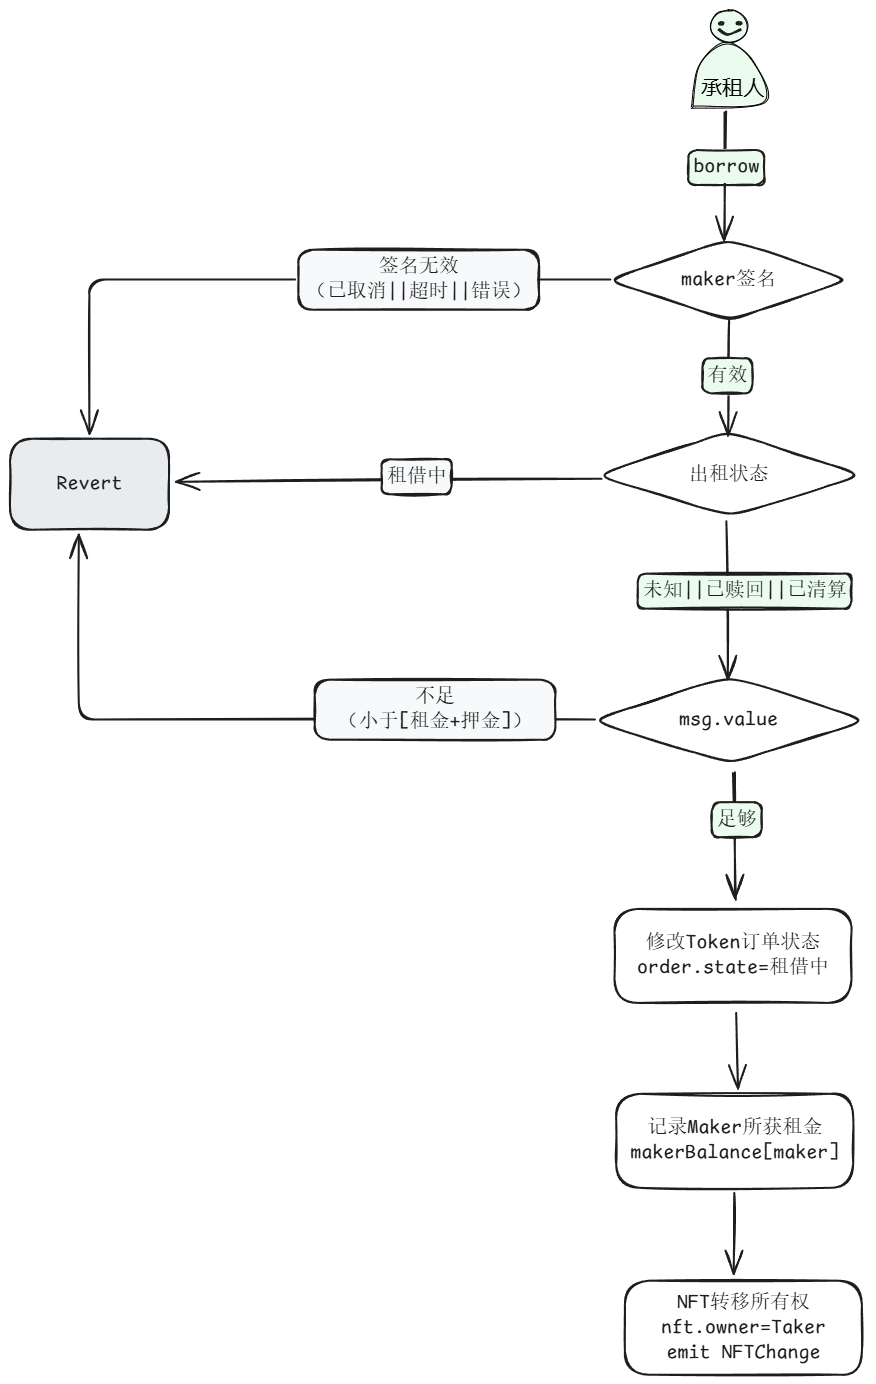 承租人
borrow
签名无效
（已取消||超时||错误）
maker签名
有效
Revert
租借中
出租状态
未知||已赎回||已清算
不足
（小于[租金+押金]）
msg.value
足够
修改Token订单状态
order.state=租借中
记录Maker所获租金
makerBalance[maker]
NFT转移所有权
nft.owner=Taker
emit NFTChange